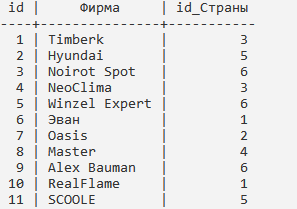 id | Фирма | id_Страны
----+---------------+-----------
1 | Timberk | 3
2 | Hyundai | 5
3 | Noirot Spot | 6
4 | NeoClima | 3
5 | Winzel Expert | 6
6 | Эван | 1
7 | Oasis | 2
8 | Master | 4
9 | Alex Bauman | 6
10 | RealFlame | 1
11 | SCOOLE | 5